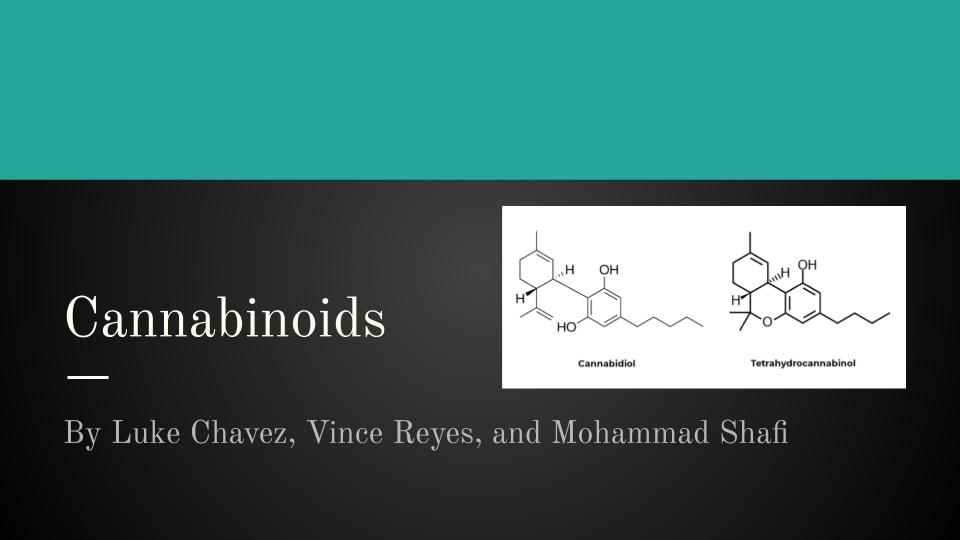 Cannabinoids
By Luke Chavez, Vince Reyes, and Mohammad Shafi
H
OH
H
HO
Cannabidiol
OH
H
H
O
Tetrahydrocannabinol